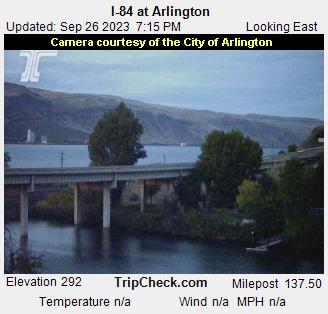 I-84 at Arlington
Updated: Sep 26 2023 7:15 PM Looking East
Camera courtesy of the City of Arlington
Elevation 292 TripCheck.com Milepost 137.50
Temperature n/a Wind n/a MPH n/a